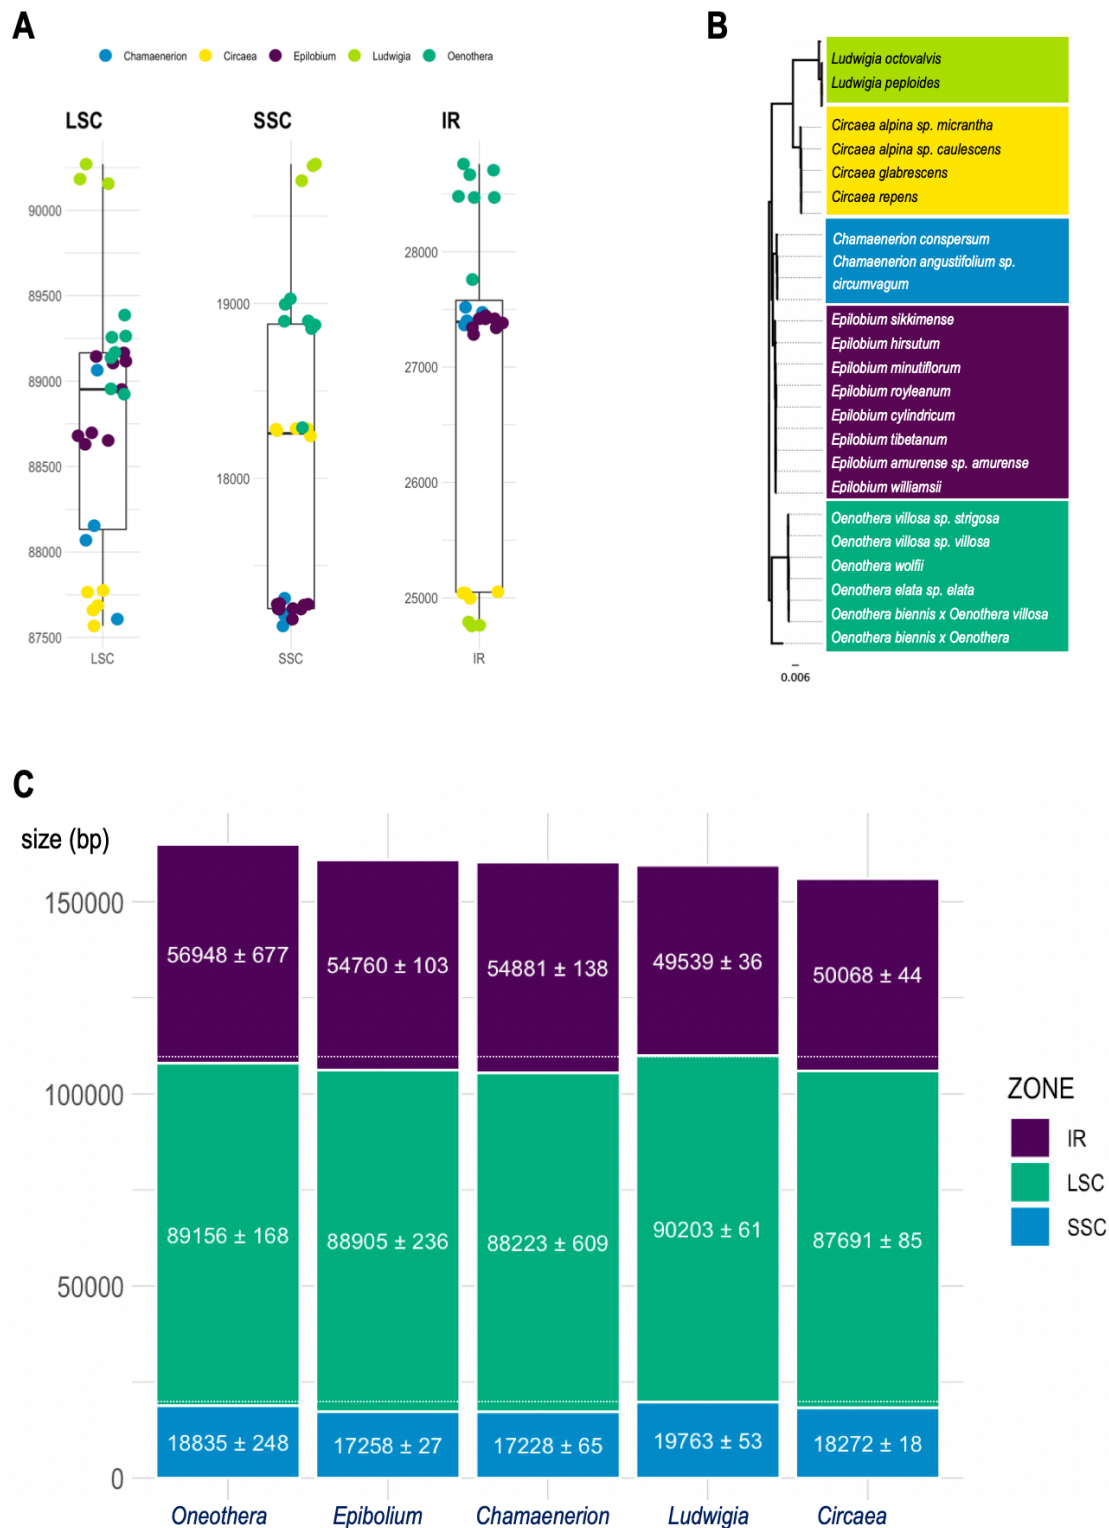 A
Chamaenerion
Circaea
Epilobium
Ludwigia
Oenothera
LSC
90000
89500
89000
88500
88000
87500
LSC
SSC
19000
18000
SSC
IR
28000
27000
26000
25000
IR
B
Ludwigia octovalvis
Ludwigia peploides
Circaea alpina sp. micrantha
Circaea alpina sp. caulescens
Circaea glabrescens
Circaea repens
Chamaenerion conspersum
Chamaenerion angustifolium sp.
circumvagum
Epilobium sikkimense
Epilobium hirsutum
Epilobium minutiflorum
Epilobium royleanum
Epilobium cylindricum
Epilobium tibetanum
Epilobium amurense sp. amurense
Epilobium williamsii
Oenothera villosa sp. strigosa
Oenothera villosa sp. villosa
Oenothera wolfii
Oenothera elata sp. elata
Oenothera biennis x Oenothera villosa
Oenothera biennis x Oenothera
0.006
C
size (bp)
150000
100000
50000
0
56948 ± 677
54760 ± 103
54881 ± 138
49539 ± 36
50068 ± 44
89156 ± 168
88905 ± 236
88223 ± 609
90203 ± 61
87691 ± 85
18835 ± 248
17258 ± 27
17228 ± 65
19763 ± 53
18272 ± 18
Oneothera
Epibolium
Chamaenerion
Ludwigia
Circaea
ZONE
IR
LSC
SSC